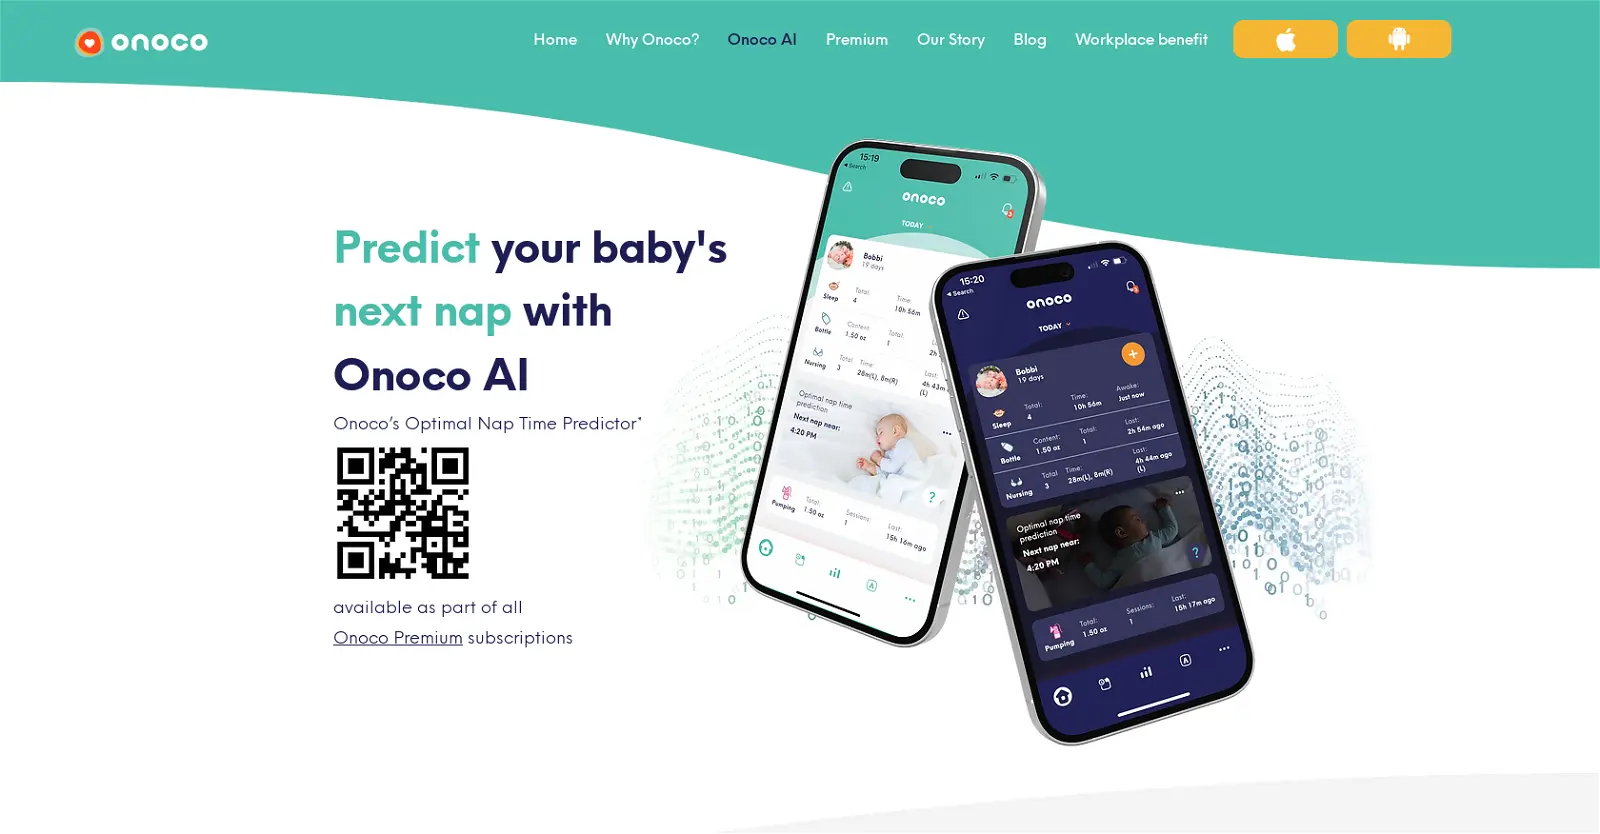 onoco
Home
Why Onoco?
Onoco AI
Premium
Our Story
Blog
Workplace benefit
Predict your baby's
next nap with
Onoco AI
Onoco's Optimal Nap Time Predictor*
available as part of all
Onoco Premium subscriptions
15:19
◂ Search
onoco
3
TODAY
Bobbi
19 days
Sleep
Total:
4
Time:
10h 56m
Bottle
Content:
1.50 oz
Total:
1
Last:
2h
Nursing
Total
3
Time:
28m(L), 8m(R)
Last:
4h 43m
(L)
Optimal nap time
prediction
Next nap near:
4:20 PM
?
Pumping
Total:
1.50 oz
Sessions:
1
Last:
15h 16m ago
A
15:20
◂ Search
onoco
3
TODAY
Bobbi
19 days
Sleep
Total:
4
Time:
10h 56m
Awoke:
Just now
Bottle
Content:
1.50 oz
Total:
1
Last:
2h 54m ago
Nursing
Total
3
Time:
28m(L), 8m(R)
Last:
4h 44m ago
(L)
Optimal nap time
prediction
Next nap near:
4:20 PM
?
Pumping
Total:
1.50 oz
Sessions:
1
Last:
15h 17m ago
A